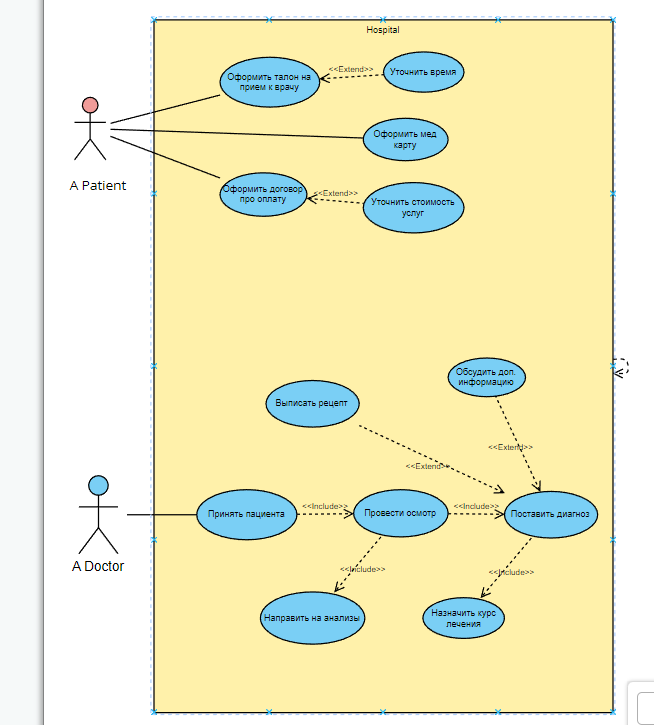 Hospital
Оформить талон на
прием к врачу
<<Extend>>
Уточнить время
Оформить мед
карту
A Patient
Оформить договор
про оплату
<<Extend>>
Уточнить стоимость
услуг
Обсудить доп.
информацию
Выписать рецепт
<<Extend>>
<<Extend>>
Принять пациента
<<Include>>
Провести осмотр
<<Include>>
Поставить диагноз
A Doctor
<<Include>>
<<Include>>
Направить на анализы
Назначить курс
лечения